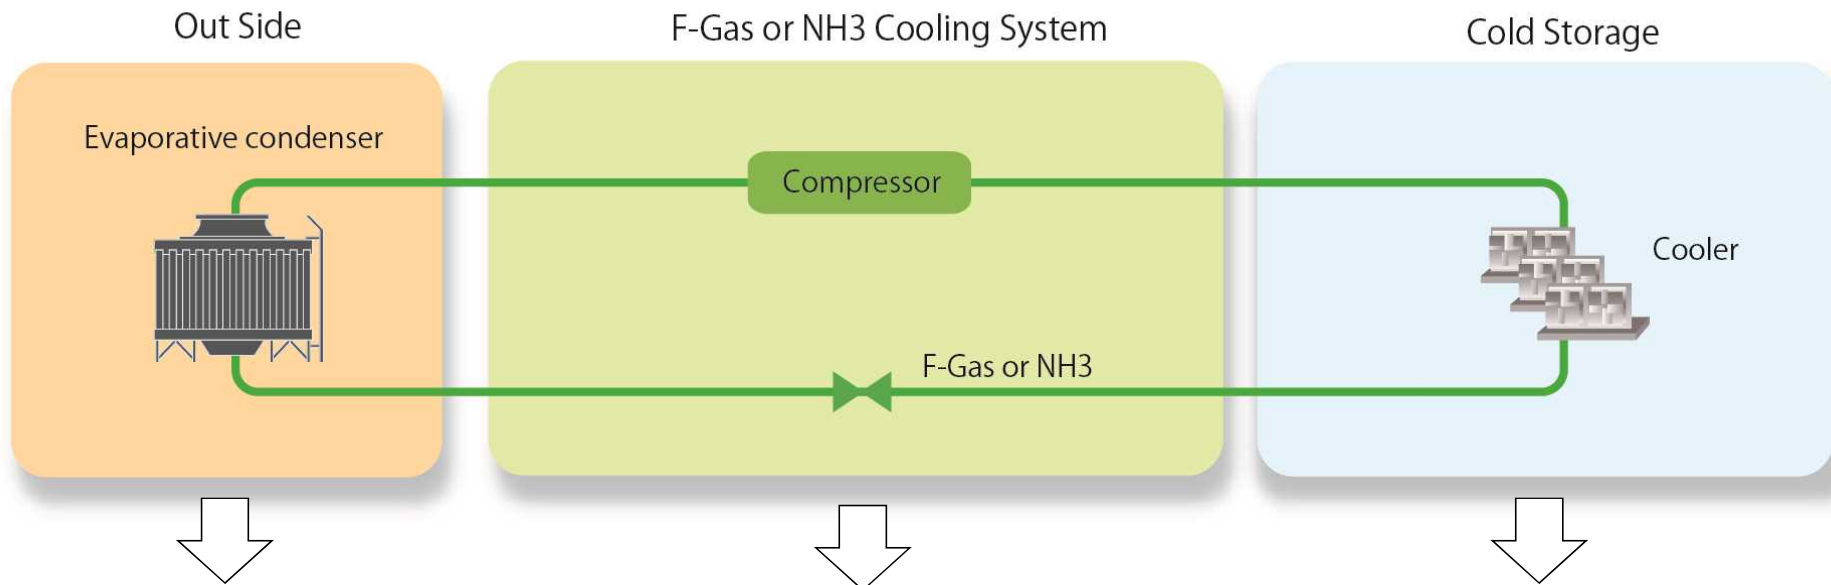 Out Side
F-Gas or NH3 Cooling System
Cold Storage
Evaporative condenser
Compressor
Cooler
F-Gas or NH3